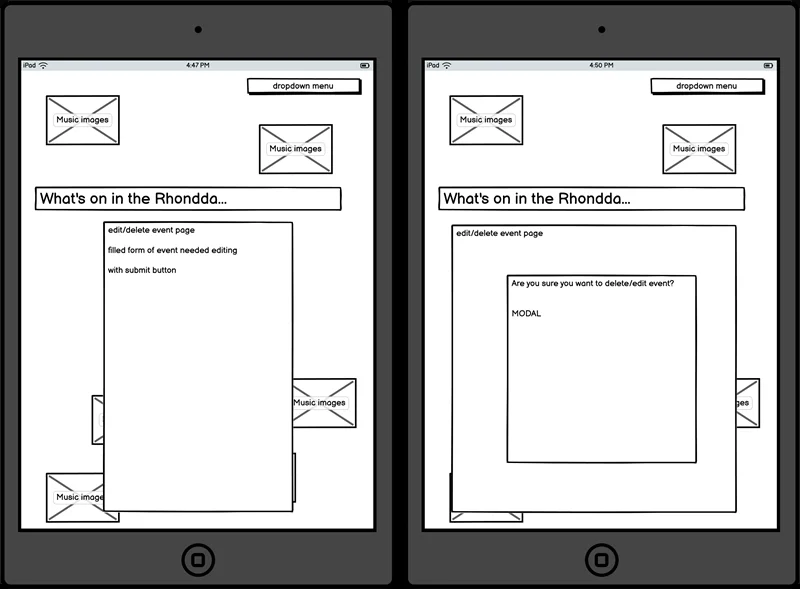 iPad
4:47 PM
dropdown menu
Music images
Music images
What's on in the Rhondda...
edit/delete event page
filled form of event needed editing
with submit button
Music images
Music image
iPad
4:50 PM
dropdown menu
Music images
Music images
What's on in the Rhondda...
edit/delete event page
Are you sure you want to delete/edit event?
MODAL
ges